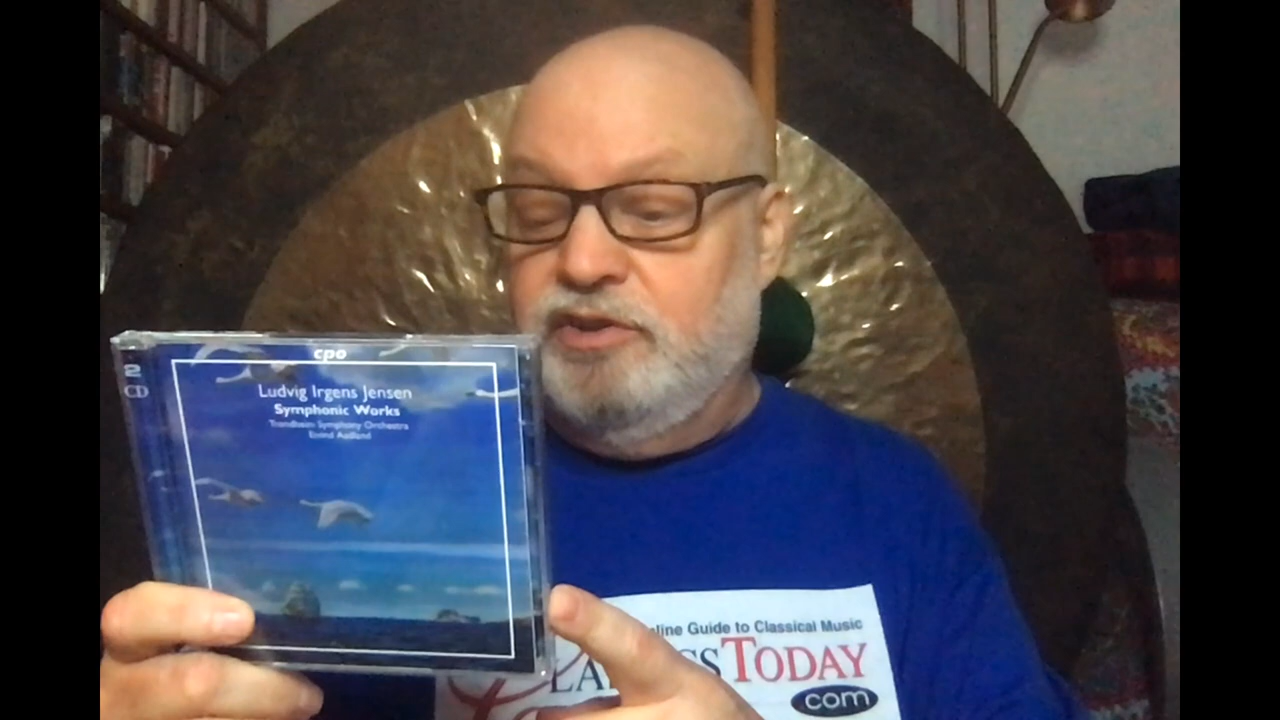 cpo
2
CD
Ludvig Irgens Jensen
Symphonic Works
Trondheim Symphony Orchestra
Eivind Aadland
line Guide to Classical Music
CLASSICSTODAY
com